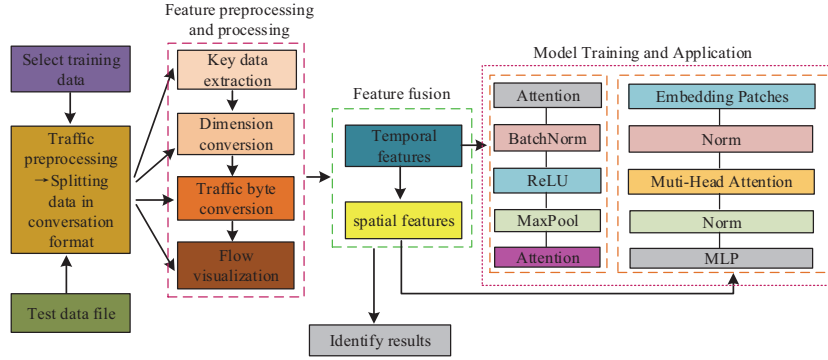 Feature preprocessing
and processing
Select training
data
Traffic
preprocessing
→Splitting
data in
conversation
format
Test data file
Key data
extraction
Dimension
conversion
Traffic byte
conversion
Flow
visualization
Feature fusion
Temporal
features
spatial features
Identify results
Model Training and Application
Attention
BatchNorm
ReLU
MaxPool
Attention
Embedding Patches
Norm
Muti-Head Attention
Norm
MLP